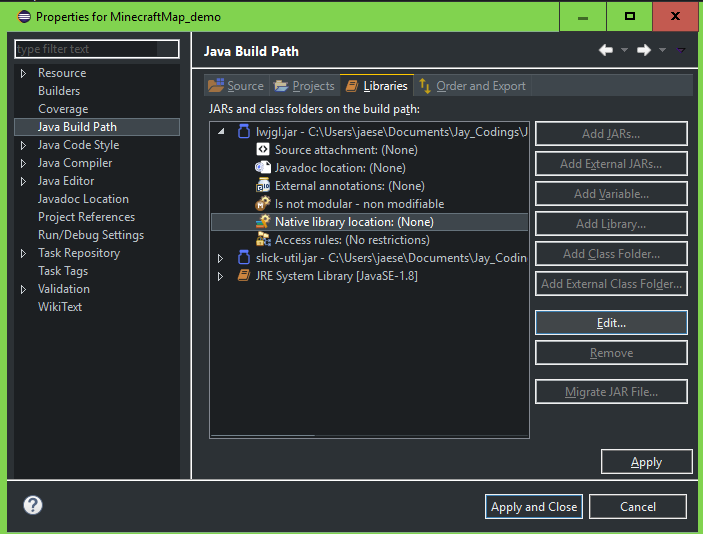 Properties for MinecraftMap_demo
type filter text
Resource
Builders
Coverage
Java Build Path
Java Code Style
Java Compiler
Java Editor
Javadoc Location
Project References
Run/Debug Settings
Task Repository
Task Tags
Validation
WikiText
Java Build Path
Source
Projects
Libraries
Order and Export
JARs and class folders on the build path:
lwjgl.jar - C:\Users\jaese\Documents\Jay_Codings\J
Source attachment: (None)
Javadoc location: (None)
External annotations: (None)
Is not modular - non modifiable
Native library location: (None)
Access rules: (No restrictions)
slick-util.jar - C:\Users\jaese\Documents\Jay_Codin
JRE System Library [JavaSE-1.8]
Add JARs...
Add External JARs...
Add Variable...
Add Library...
Add Class Folder...
Add External Class Folder...
Edit...
Remove
Migrate JAR File...
Apply
?
Apply and Close
Cancel